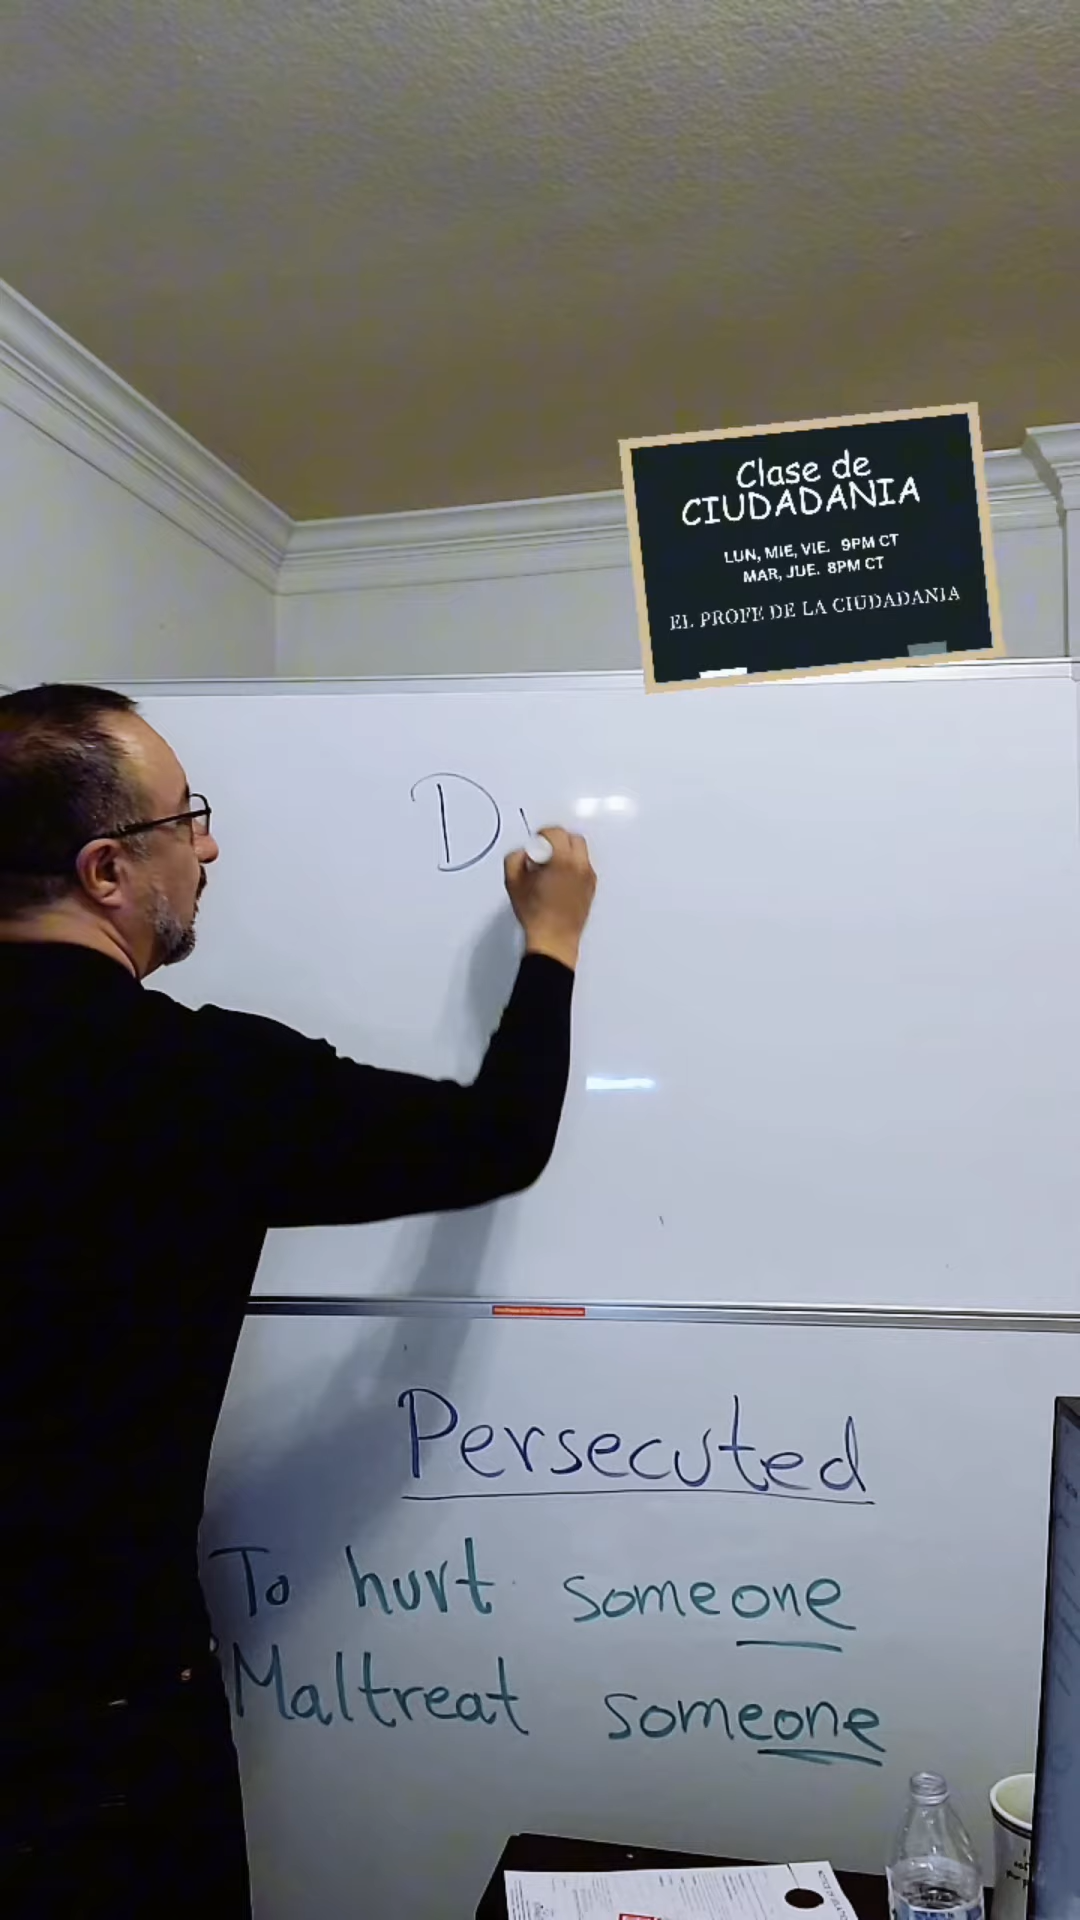 Clase de
CIUDADANIA
LUN, MIE, VIE. 9PM CT
MAR, JUE. 8PM CT
EL PROFE DE LA CIUDADANIA
D
Persecuted
To hurt someone
Maltreat someone